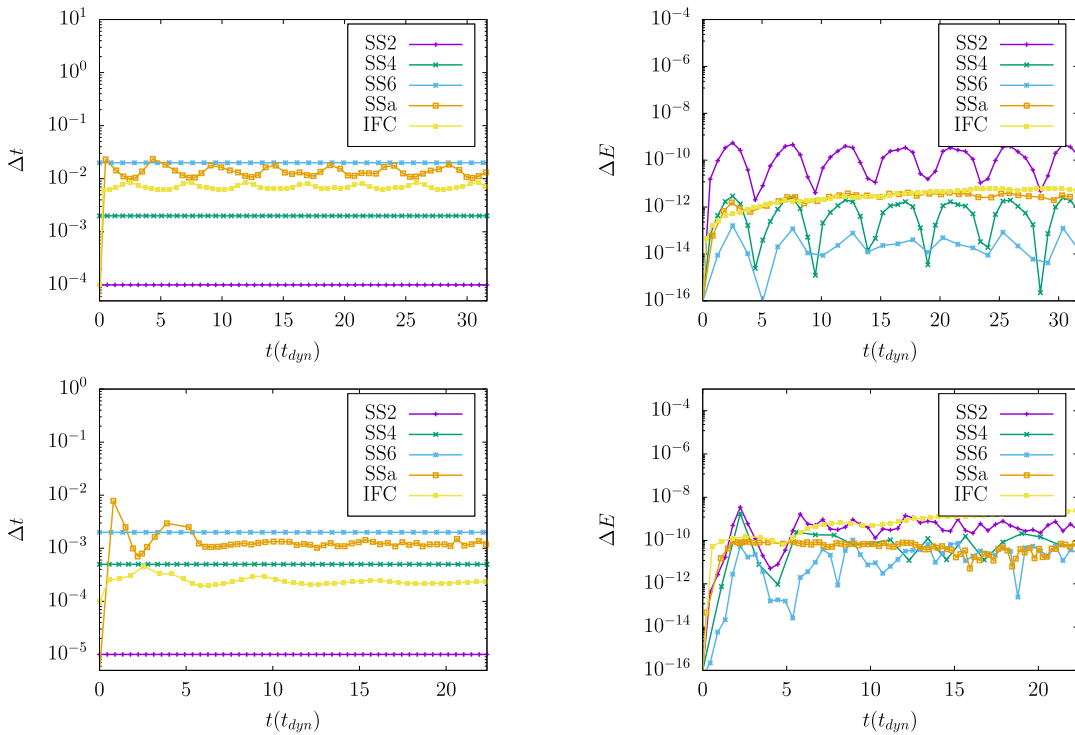 10^1
10^0
10^-1
10^-2
10^-3
10^-4
Δt
0 5 10 15 20 25 30
t(t_dyn)
SS2
SS4
SS6
SSa
IFC
10^-4
10^-6
10^-8
10^-10
10^-12
10^-14
10^-16
ΔE
0 5 10 15 20 25 30
t(t_dyn)
SS2
SS4
SS6
SSa
IFC
10^0
10^-1
10^-2
10^-3
10^-4
10^-5
Δt
0 5 10 15 20
t(t_dyn)
SS2
SS4
SS6
SSa
IFC
10^-4
10^-6
10^-8
10^-10
10^-12
10^-14
10^-16
ΔE
0 5 10 15 20
t(t_dyn)
SS2
SS4
SS6
SSa
IFC